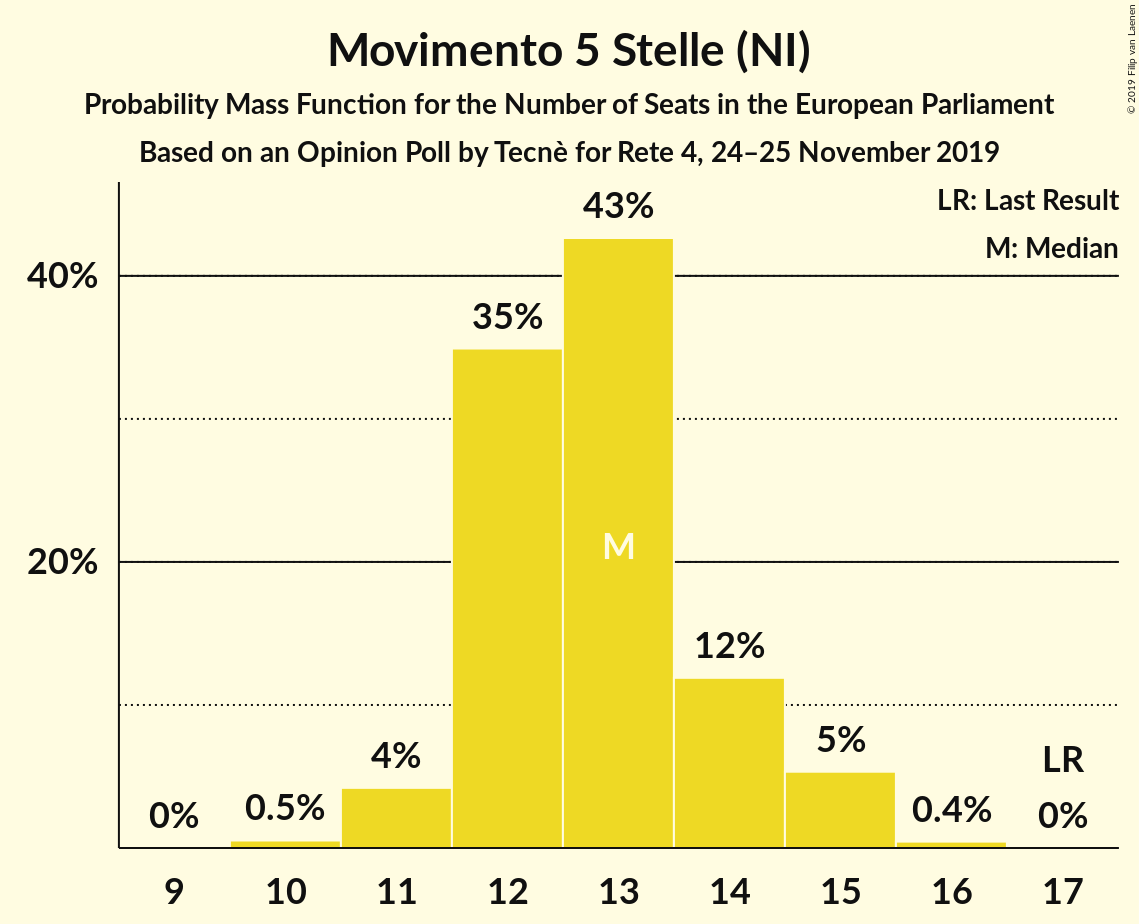 Movimento 5 Stelle (NI)
Probability Mass Function for the Number of Seats in the European Parliament
Based on an Opinion Poll by Tecnè for Rete 4, 24–25 November 2019
© 2019 Filip van Laenen
LR: Last Result
M: Median
40%
20%
0%
0.5%
4%
35%
43%
M
12%
5%
0.4%
LR
0%
9 10 11 12 13 14 15 16 17